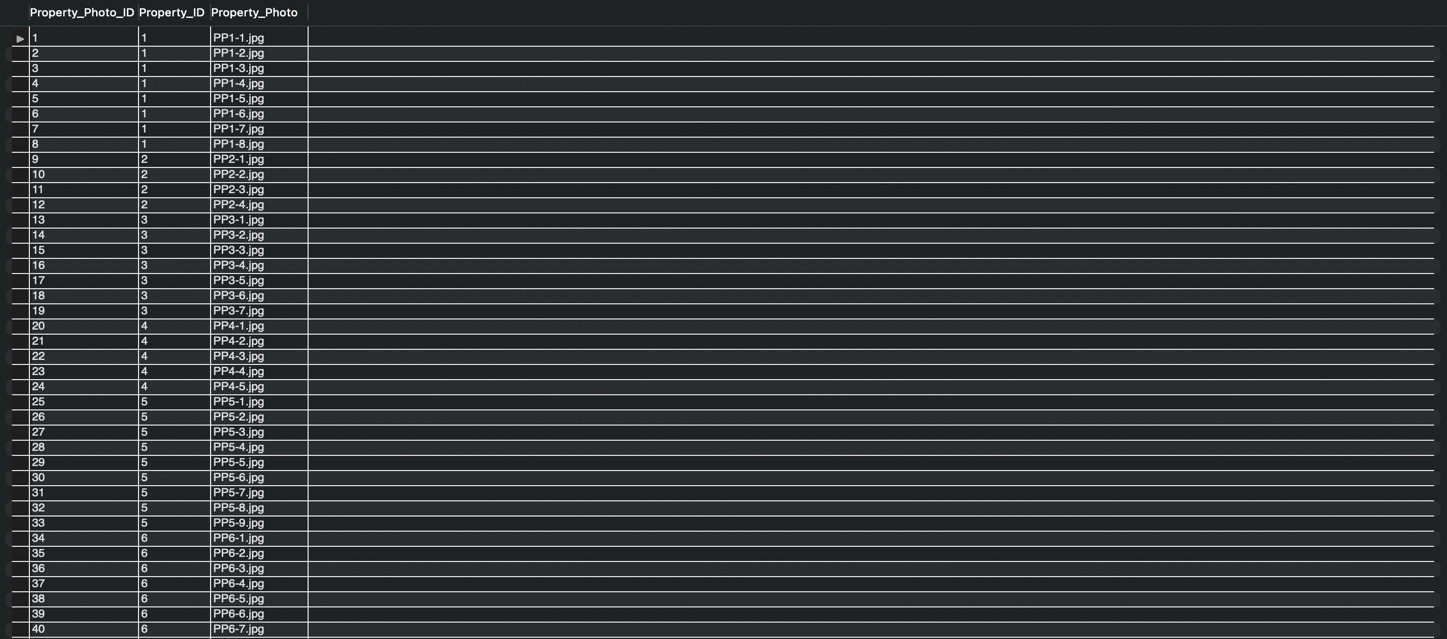 Property_Photo_ID Property_ID Property_Photo
1 1 PP1-1.jpg
2 1 PP1-2.jpg
3 1 PP1-3.jpg
4 1 PP1-4.jpg
5 1 PP1-5.jpg
6 1 PP1-6.jpg
7 1 PP1-7.jpg
8 1 PP1-8.jpg
9 2 PP2-1.jpg
10 2 PP2-2.jpg
11 2 PP2-3.jpg
12 2 PP2-4.jpg
13 3 PP3-1.jpg
14 3 PP3-2.jpg
15 3 PP3-3.jpg
16 3 PP3-4.jpg
17 3 PP3-5.jpg
18 3 PP3-6.jpg
19 3 PP3-7.jpg
20 4 PP4-1.jpg
21 4 PP4-2.jpg
22 4 PP4-3.jpg
23 4 PP4-4.jpg
24 4 PP4-5.jpg
25 5 PP5-1.jpg
26 5 PP5-2.jpg
27 5 PP5-3.jpg
28 5 PP5-4.jpg
29 5 PP5-5.jpg
30 5 PP5-6.jpg
31 5 PP5-7.jpg
32 5 PP5-8.jpg
33 5 PP5-9.jpg
34 6 PP6-1.jpg
35 6 PP6-2.jpg
36 6 PP6-3.jpg
37 6 PP6-4.jpg
38 6 PP6-5.jpg
39 6 PP6-6.jpg
40 6 PP6-7.jpg